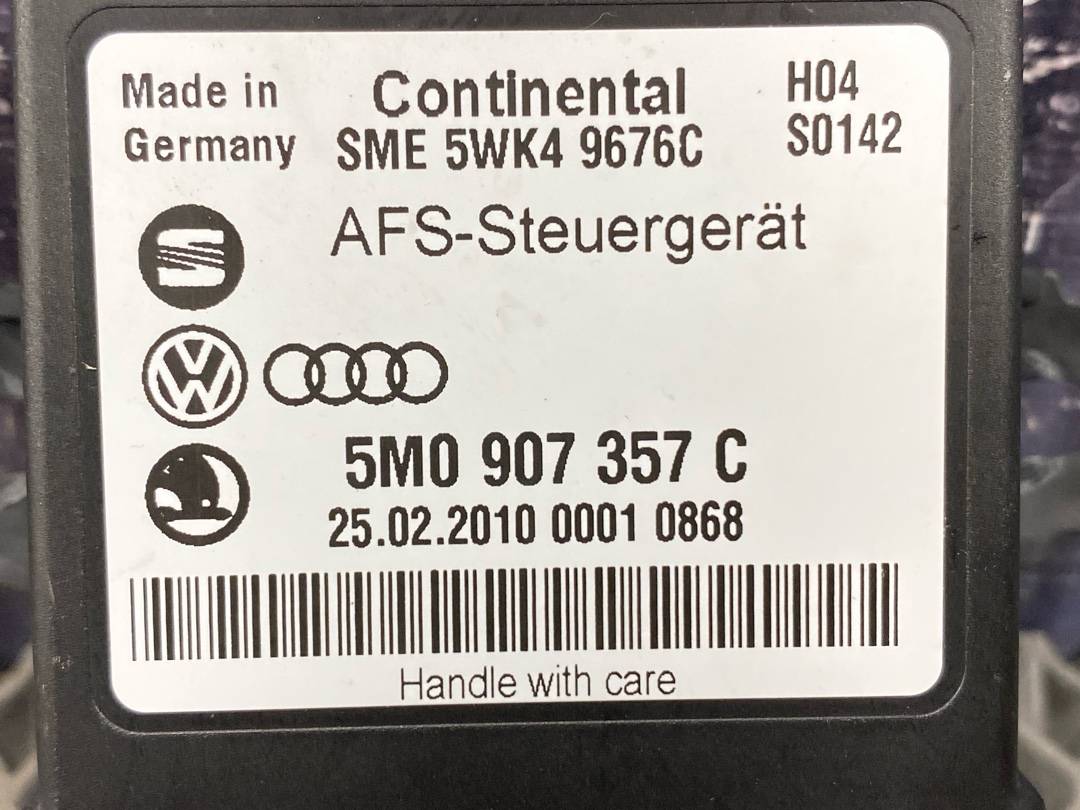 Made in
Germany
Continental
SME 5WK4 9676C
H04
S0142
AFS-Steuergerät
5M0 907 357 C
25.02.2010 0001 0868
Handle with care